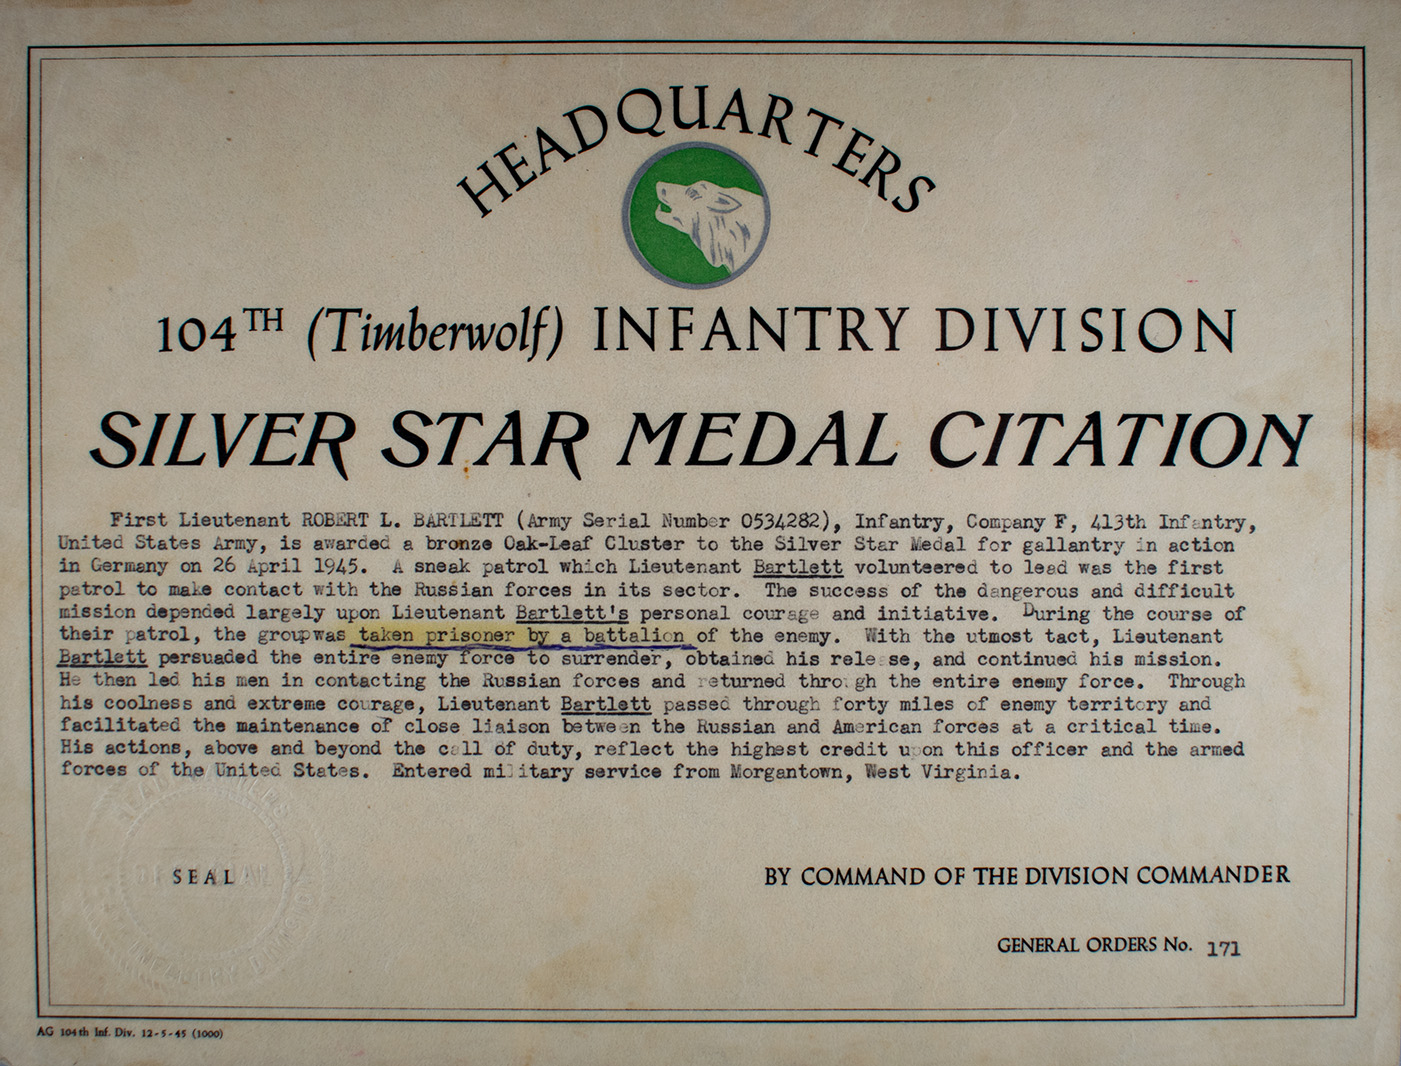 HEADQUARTERS
104TH (Timberwolf) INFANTRY DIVISION
SILVER STAR MEDAL CITATION
First Lieutenant ROBERT L. BARTLETT (Army Serial Number 0534282), Infantry, Company F, 413th Infantry,
United States Army, is awarded a bronze Oak-Leaf Cluster to the Silver Star Medal for gallantry in action
in Germany on 26 April 1945. A sneak patrol which Lieutenant Bartlett volunteered to lead was the first
patrol to make contact with the Russian forces in its sector. The success of the dangerous and difficult
mission depended largely upon Lieutenant Bartlett's personal courage and initiative. During the course of
their patrol, the group was taken prisoner by a battalion of the enemy. With the utmost tact, Lieutenant
Bartlett persuaded the entire enemy force to surrender, obtained his release, and continued his mission.
He then led his men in contacting the Russian forces and returned through the entire enemy force. Through
his coolness and extreme courage, Lieutenant Bartlett passed through forty miles of enemy territory and
facilitated the maintenance of close liaison between the Russian and American forces at a critical time.
His actions, above and beyond the call of duty, reflect the highest credit upon this officer and the armed
forces of the United States. Entered military service from Morgantown, West Virginia.
SEAL
BY COMMAND OF THE DIVISION COMMANDER
GENERAL ORDERS No. 171
AG 104th Inf. Div. 12-5-45 (1000)